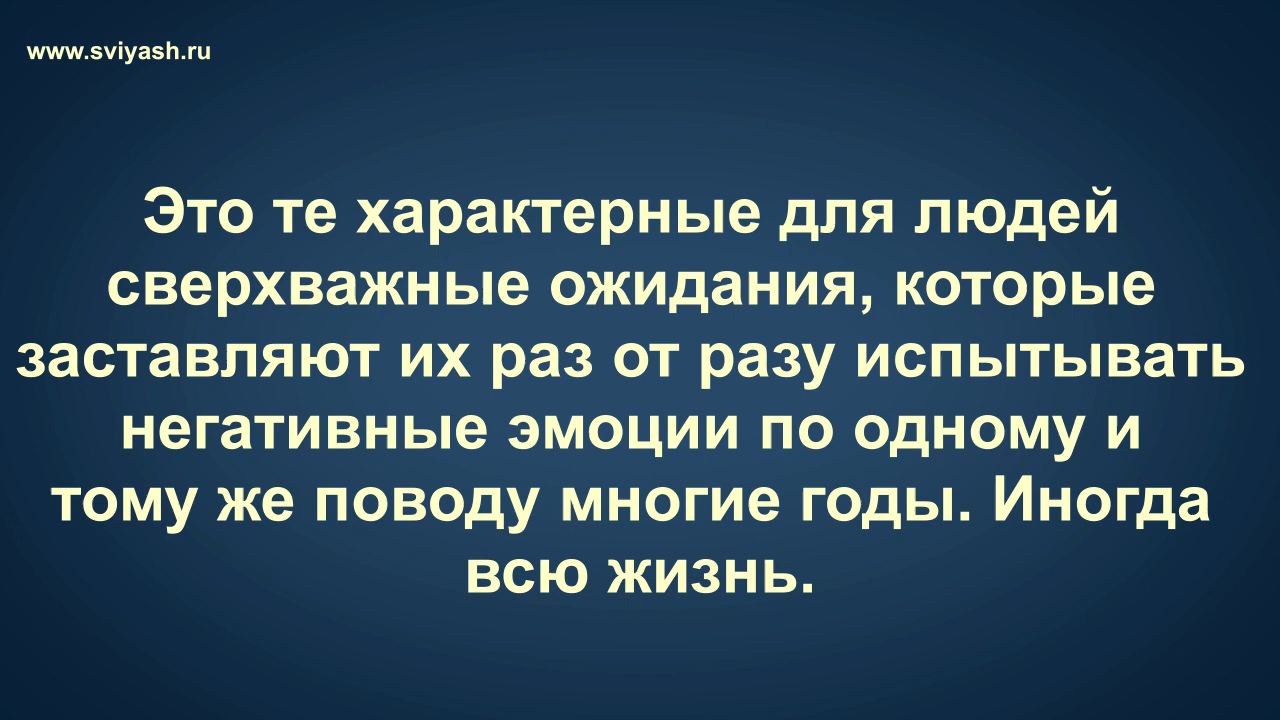 www.sviyash.ru
Это те характерные для людей
сверхважные ожидания, которые
заставляют их раз от разу испытывать
негативные эмоции по одному и
тому же поводу многие годы. Иногда
всю жизнь.